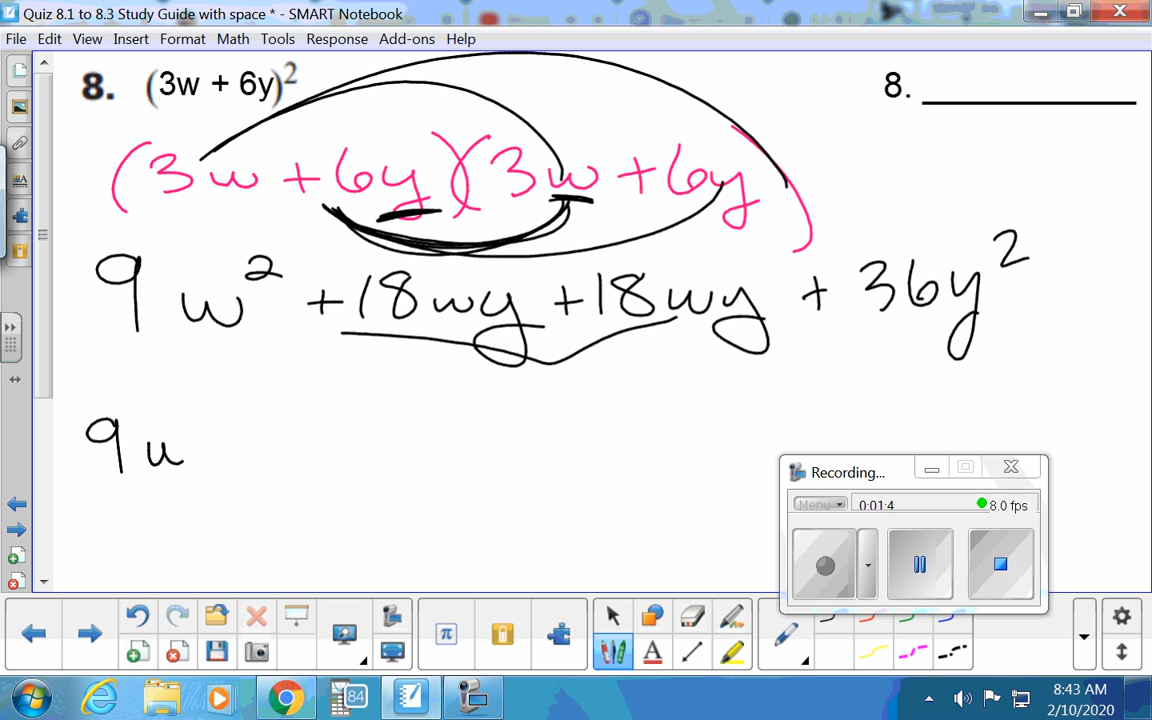 Quiz 8.1 to 8.3 Study Guide with space * - SMART Notebook
File Edit View Insert Format Math Tools Response Add-ons Help
8. (3w + 6y)² 8. __________
(3w + 6y)(3w + 6y)
9w² + 18wy + 18wy + 36y²
9u
Recording...
Menu 0:01:4 8.0 fps
π A
84
8:43 AM
2/10/2020